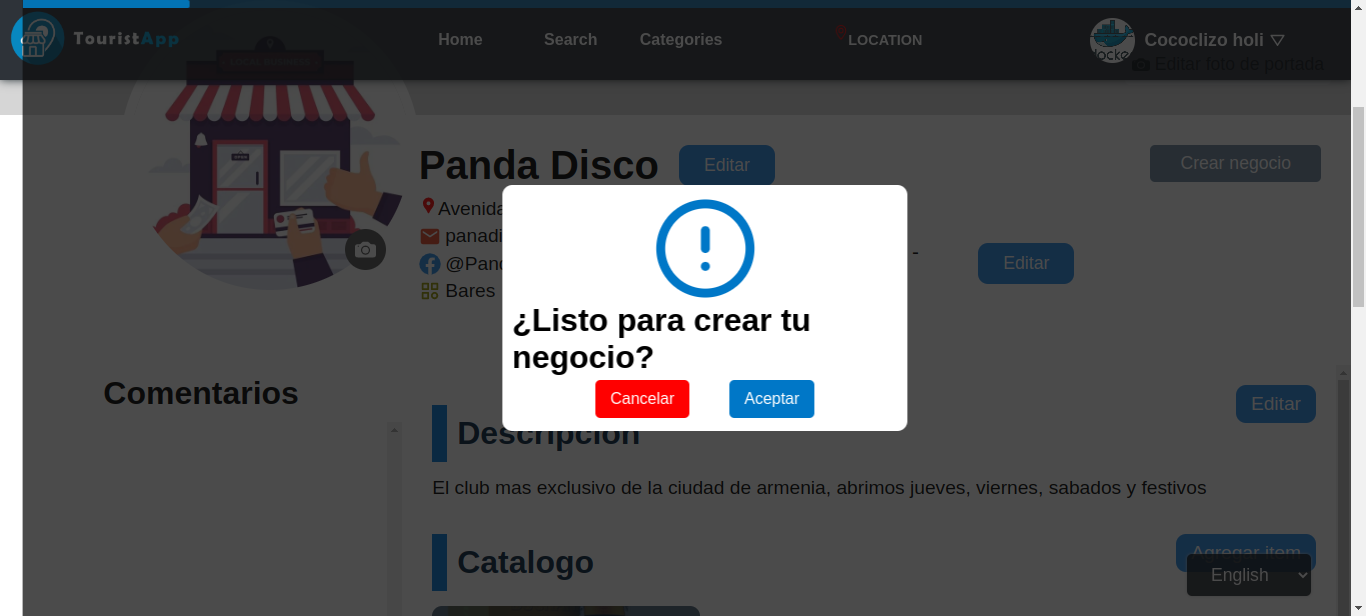 TouristApp
Home
Search
Categories
LOCATION
Cococlizo holi
Editar foto de portada
Panda Disco
Editar
Crear negocio
Avenida
@Pand
Bares
-
Editar
¿Listo para crear tu
negocio?
Cancelar
Aceptar
Comentarios
Editar
Descripción
El club mas exclusivo de la ciudad de armenia, abrimos jueves, viernes, sabados y festivos
Catalogo
Agregar item
English